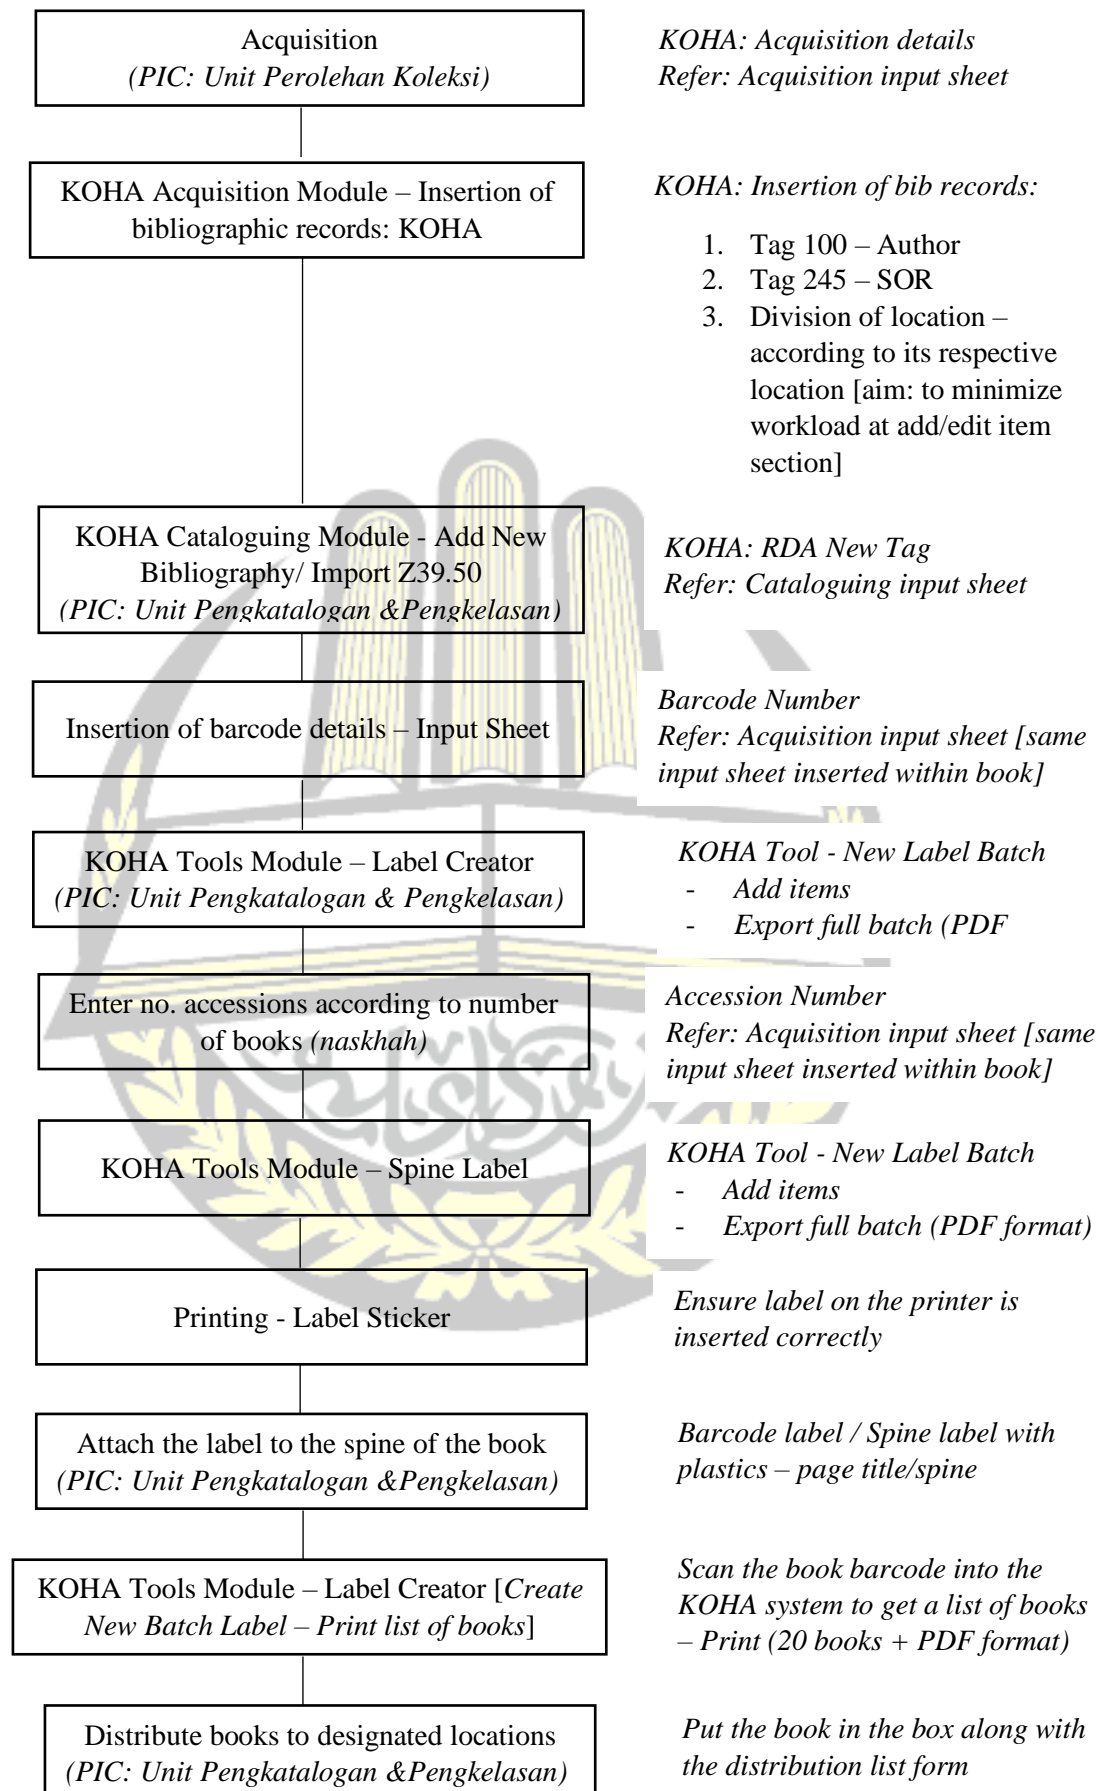 Acquisition
(PIC: Unit Perolehan Koleksi)
KOHA: Acquisition details
Refer: Acquisition input sheet
KOHA Acquisition Module – Insertion of
bibliographic records: KOHA
KOHA: Insertion of bib records:
1. Tag 100 – Author
2. Tag 245 – SOR
3. Division of location –
according to its respective
location [aim: to minimize
workload at add/edit item
section]
KOHA Cataloguing Module - Add New
Bibliography/ Import Z39.50
(PIC: Unit Pengkatalogan &Pengkelasan)
KOHA: RDA New Tag
Refer: Cataloguing input sheet
Insertion of barcode details – Input Sheet
Barcode Number
Refer: Acquisition input sheet [same
input sheet inserted within book]
KOHA Tools Module – Label Creator
(PIC: Unit Pengkatalogan & Pengkelasan)
KOHA Tool - New Label Batch
- Add items
- Export full batch (PDF
Enter no. accessions according to number
of books (naskhah)
Accession Number
Refer: Acquisition input sheet [same
input sheet inserted within book]
KOHA Tools Module – Spine Label
KOHA Tool - New Label Batch
- Add items
- Export full batch (PDF format)
Printing - Label Sticker
Ensure label on the printer is
inserted correctly
Attach the label to the spine of the book
(PIC: Unit Pengkatalogan &Pengkelasan)
Barcode label / Spine label with
plastics – page title/spine
KOHA Tools Module – Label Creator [Create
New Batch Label – Print list of books]
Scan the book barcode into the
KOHA system to get a list of books
– Print (20 books + PDF format)
Distribute books to designated locations
(PIC: Unit Pengkatalogan &Pengkelasan)
Put the book in the box along with
the distribution list form